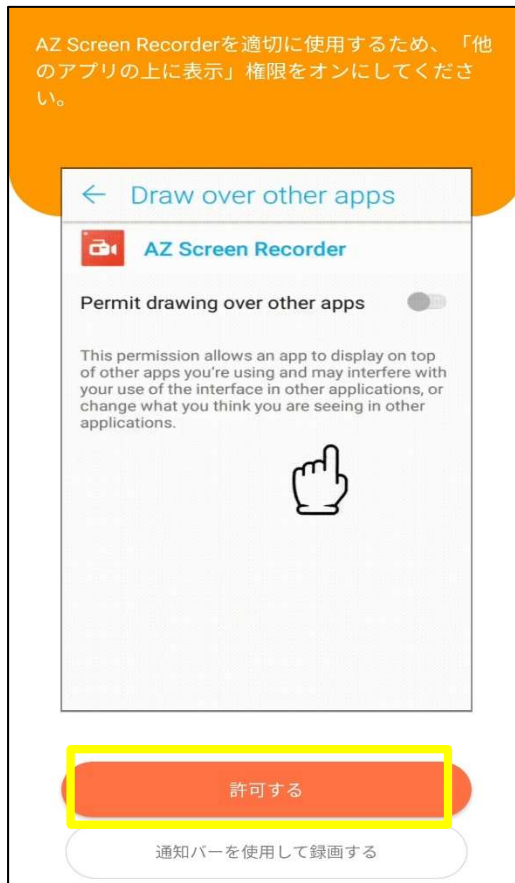 AZ Screen Recorderを適切に使用するため、「他
のアプリの上に表示」権限をオンにしてくださ
い。
← Draw over other apps
AZ Screen Recorder
Permit drawing over other apps
This permission allows an app to display on top
of other apps you're using and may interfere with
your use of the interface in other applications, or
change what you think you are seeing in other
applications.
許可する
通知バーを使用して録画する